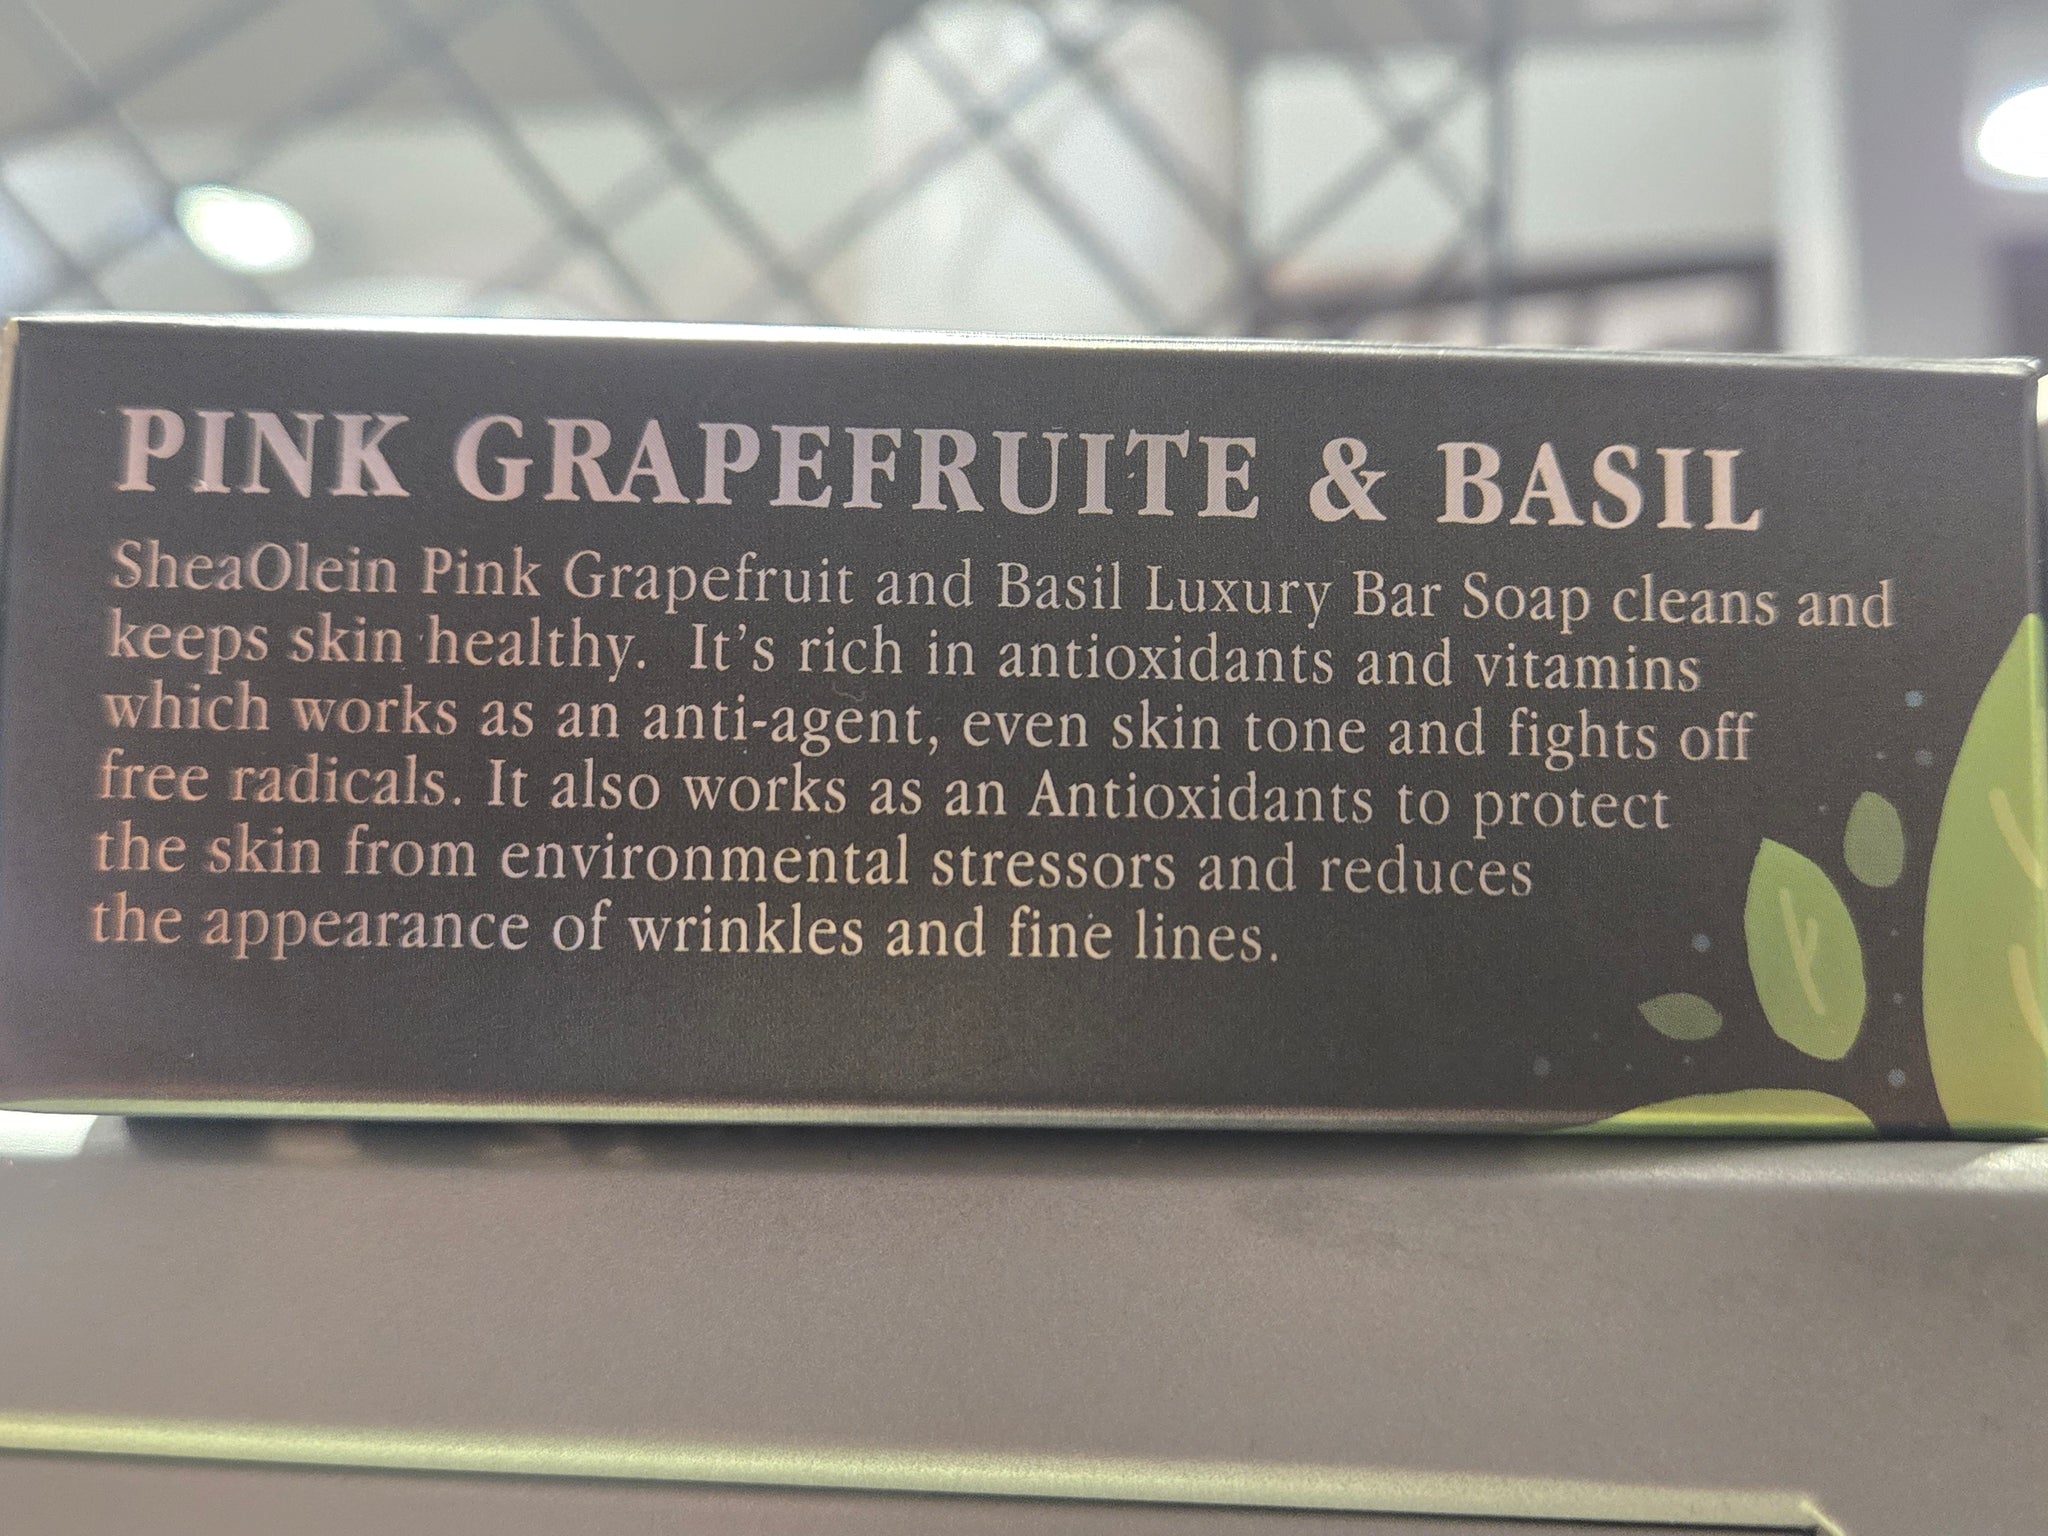 PINK GRAPEFRUITE & BASIL
SheaOlein Pink Grapefruit and Basil Luxury Bar Soap cleans and
keeps skin healthy.  It's rich in antioxidants and vitamins
which works as an anti-agent, even skin tone and fights off
free radicals. It also works as an Antioxidants to protect
the skin from environmental stressors and reduces
the appearance of wrinkles and fine lines.